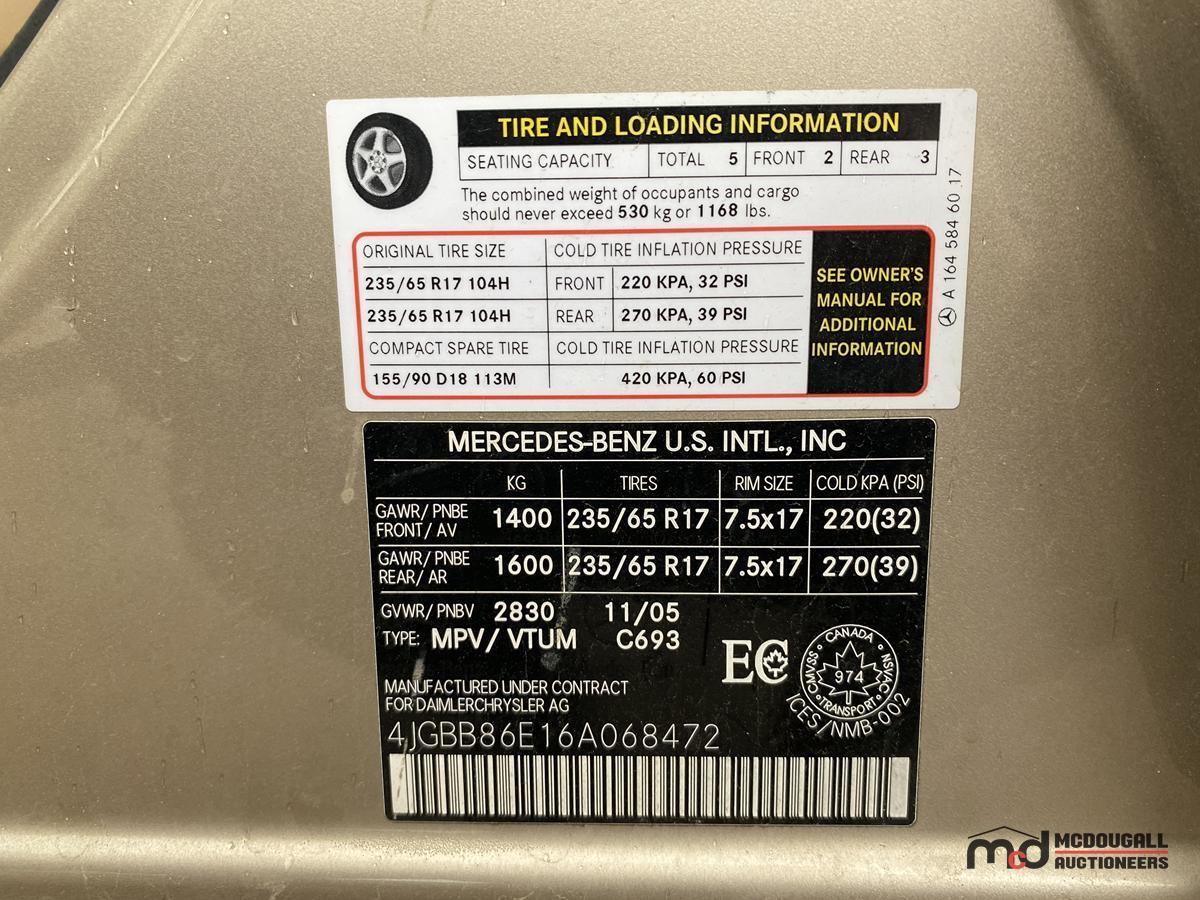 TIRE AND LOADING INFORMATION
SEATING CAPACITY TOTAL 5 FRONT 2 REAR 3
The combined weight of occupants and cargo
should never exceed 530 kg or 1168 lbs.
ORIGINAL TIRE SIZE COLD TIRE INFLATION PRESSURE
235/65 R17 104H FRONT 220 KPA, 32 PSI
235/65 R17 104H REAR 270 KPA, 39 PSI
COMPACT SPARE TIRE COLD TIRE INFLATION PRESSURE
155/90 D18 113M 420 KPA, 60 PSI
SEE OWNER'S
MANUAL FOR
ADDITIONAL
INFORMATION
A 164 584 60 17
MERCEDES-BENZ U.S. INTL., INC
KG TIRES RIM SIZE COLD KPA (PSI)
GAWR/ PNBE
FRONT/ AV 1400 235/65 R17 7.5x17 220(32)
GAWR/ PNBE
REAR/ AR 1600 235/65 R17 7.5x17 270(39)
GVWR/ PNBV 2830 11/05
TYPE: MPV/ VTUM C693
MANUFACTURED UNDER CONTRACT
FOR DAIMLERCHRYSLER AG
EC
CANADA
CMVSS 974 NSVAC
TRANSPORT
ICES/NMB-002
4JGBB86E16A068472
mcd MCDOUGALL
AUCTIONEERS